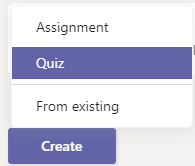 Assignment
Quiz
From existing
Create